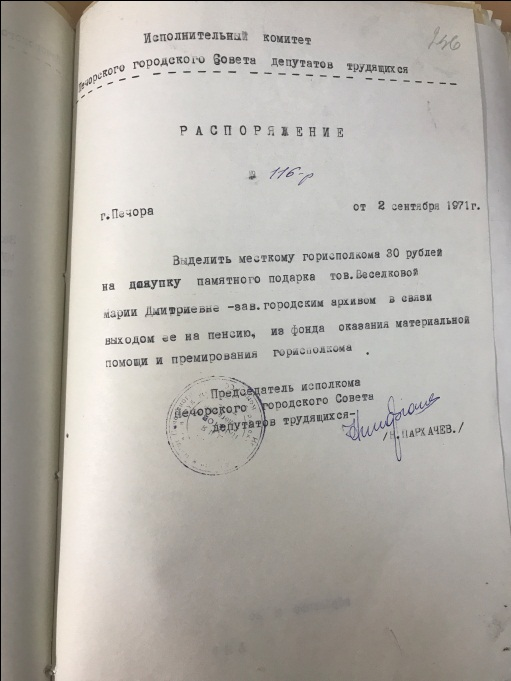 256
Исполнительный комитет
Печорского городского Совета депутатов трудящихся
РАСПОРЯЖЕНИЕ
№ 116-р
г.Печора от 2 сентября 1971г.
Выделить месткому горисполкома 30 рублей
на покупку памятного подарка тов.Веселковой
марии Дмитриевне -зав.городским архивом в связи
выходом ее на пенсию, из фонда оказания материальной
помощи и премирования горисполкома .
Председатель исполкома
Печорского городского Совета
депутатов трудящихся-
/Н.ПАРХАЧЕВ./